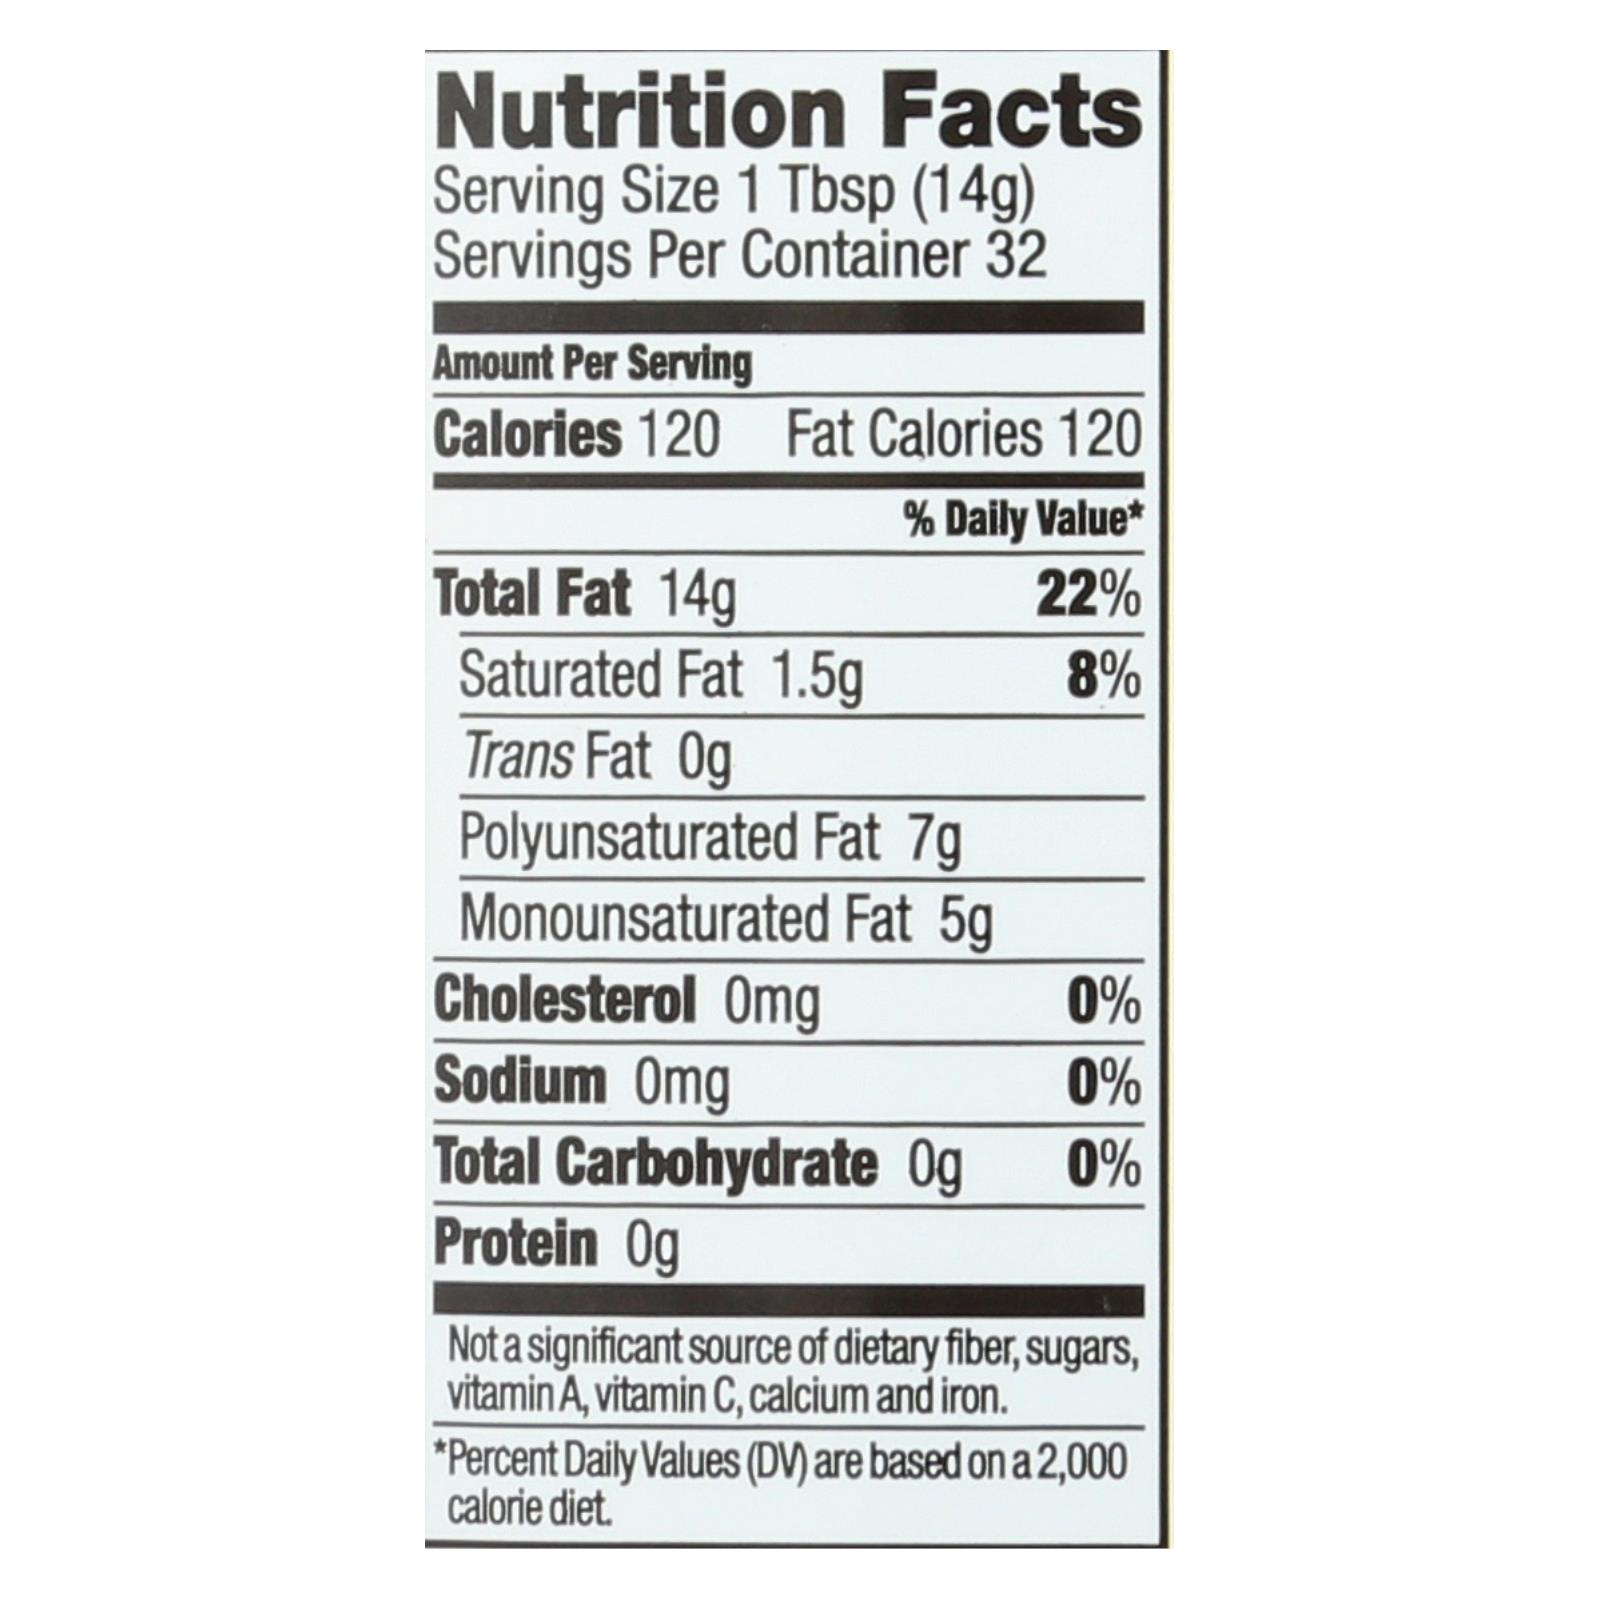 Nutrition Facts
Serving Size 1 Tbsp (14g)
Servings Per Container 32
Amount Per Serving
Calories 120 Fat Calories 120
% Daily Value*
Total Fat 14g 22%
Saturated Fat 1.5g 8%
Trans Fat 0g
Polyunsaturated Fat 7g
Monounsaturated Fat 5g
Cholesterol 0mg 0%
Sodium 0mg 0%
Total Carbohydrate 0g 0%
Protein 0g
Not a significant source of dietary fiber, sugars,
vitamin A, vitamin C, calcium and iron.
*Percent Daily Values (DV) are based on a 2,000
calorie diet.